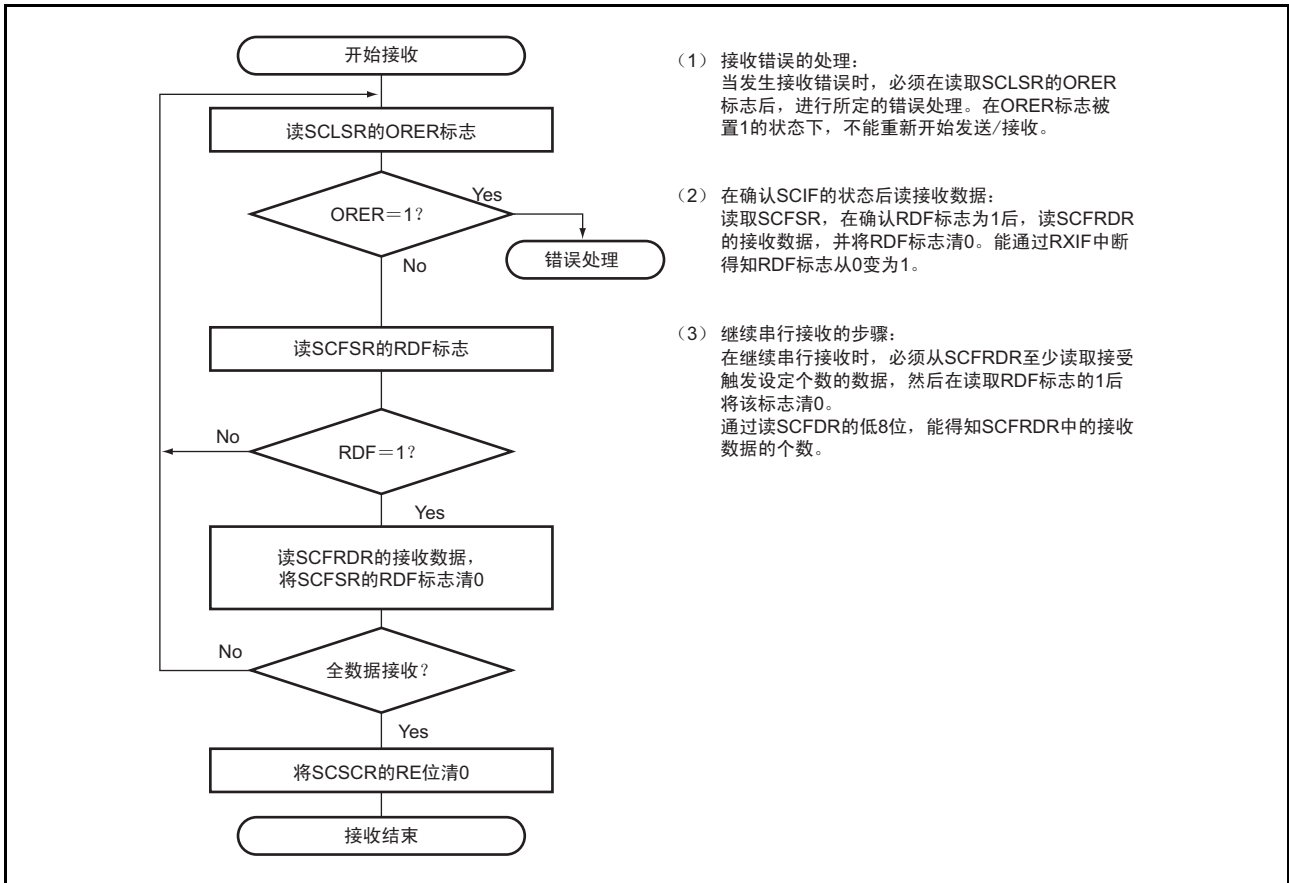 开始接收
读SCLSR的ORER标志
ORER＝1？
Yes
错误处理
No
读SCFSR的RDF标志
No
RDF＝1？
Yes
读SCFRDR的接收数据，
将SCFSR的RDF标志清0
No
全数据接收？
Yes
将SCSCR的RE位清0
接收结束
（1） 接收错误的处理：
当发生接收错误时，必须在读取SCLSR的ORER
标志后，进行所定的错误处理。在ORER标志被
置1的状态下，不能重新开始发送/接收。
（2） 在确认SCIF的状态后读接收数据：
读取SCFSR，在确认RDF标志为1后，读SCFRDR
的接收数据，并将RDF标志清0。能通过RXIF中断
得知RDF标志从0变为1。
（3） 继续串行接收的步骤：
在继续串行接收时，必须从SCFRDR至少读取接受
触发设定个数的数据，然后在读取RDF标志的1后
将该标志清0。
通过读SCFDR的低8位，能得知SCFRDR中的接收
数据的个数。